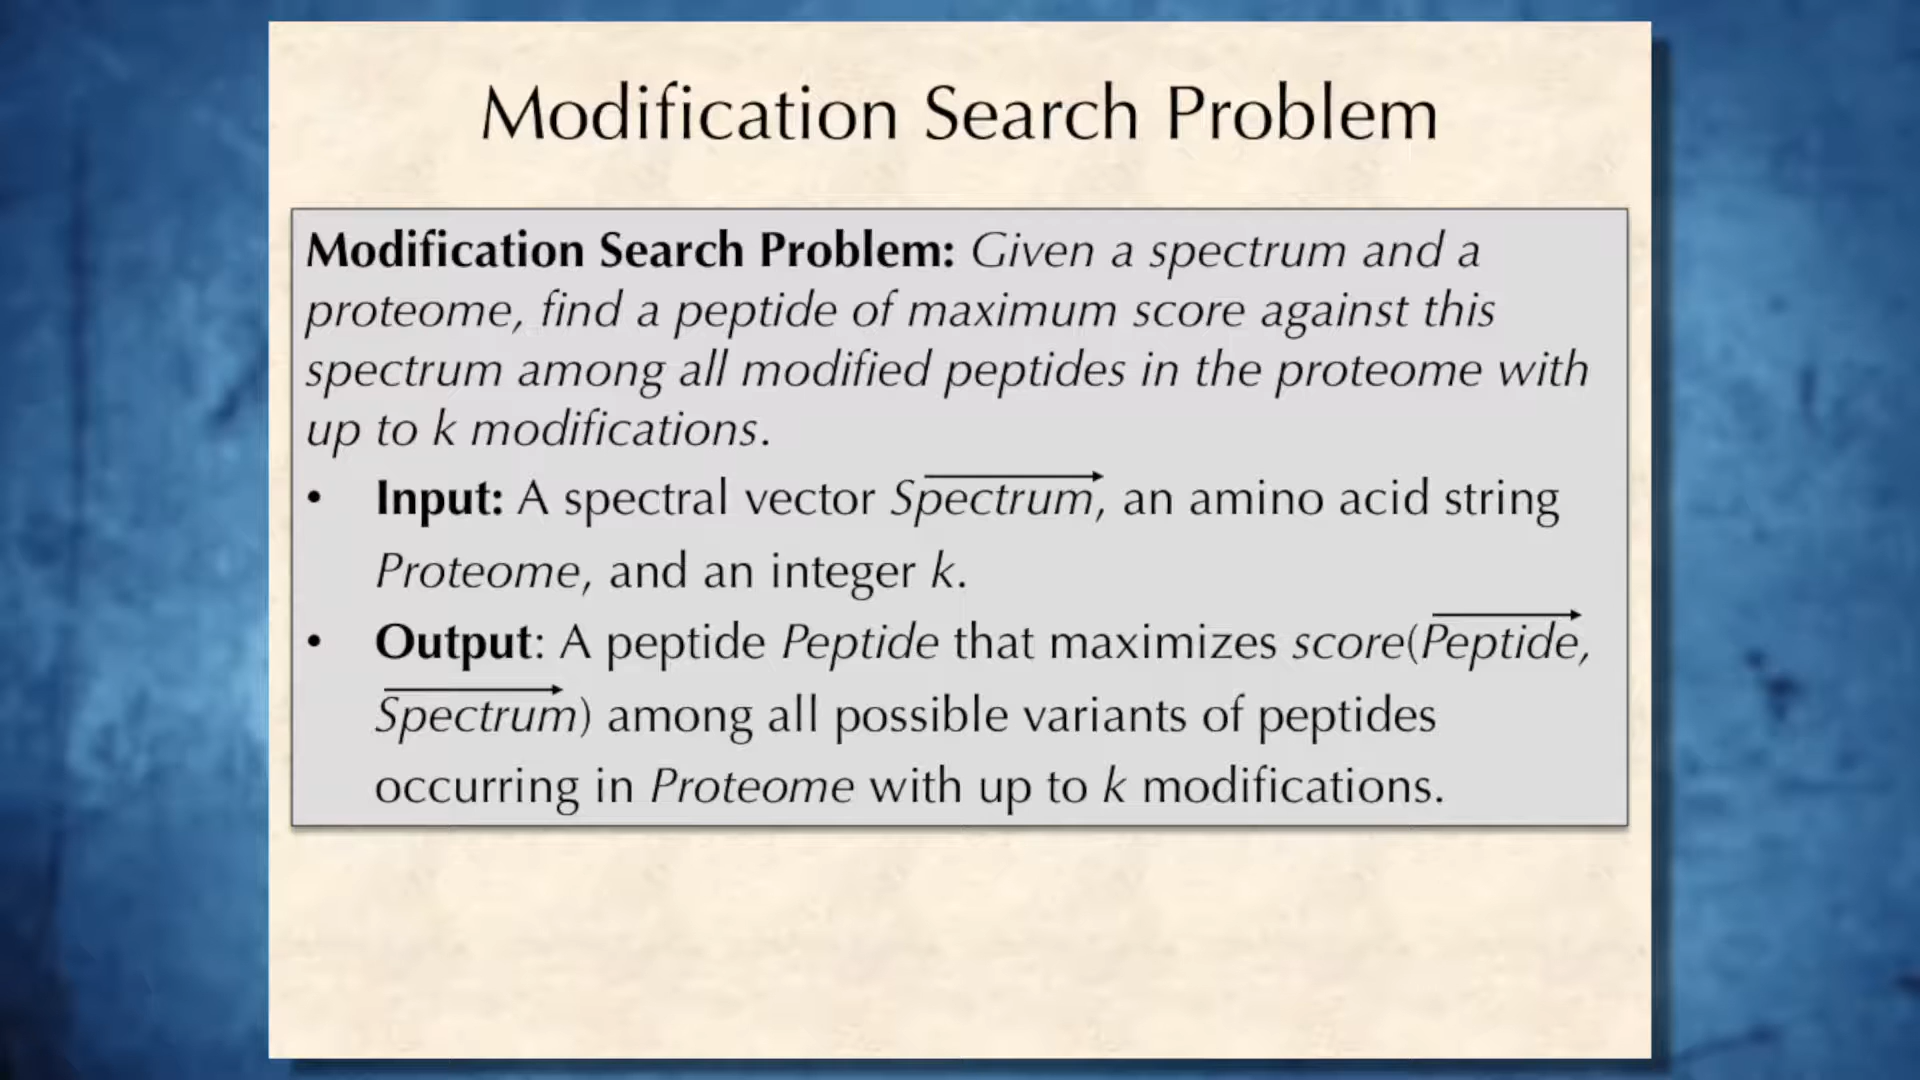 Modification Search Problem
Modification Search Problem: Given a spectrum and a
proteome, find a peptide of maximum score against this
spectrum among all modified peptides in the proteome with
up to k modifications.
• Input: A spectral vector Spectrum, an amino acid string
Proteome, and an integer k.
• Output: A peptide Peptide that maximizes score(Peptide,
Spectrum) among all possible variants of peptides
occurring in Proteome with up to k modifications.